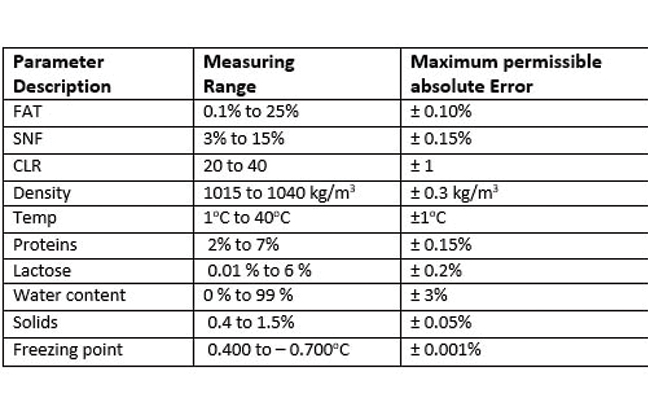 Parameter Description | Measuring Range | Maximum permissible absolute Error
FAT | 0.1% to 25% | ± 0.10%
SNF | 3% to 15% | ± 0.15%
CLR | 20 to 40 | ± 1
Density | 1015 to 1040 kg/m³ | ± 0.3 kg/m³
Temp | 1°C to 40°C | ±1°C
Proteins | 2% to 7% | ± 0.15%
Lactose | 0.01 % to 6 % | ± 0.2%
Water content | 0 % to 99 % | ± 3%
Solids | 0.4 to 1.5% | ± 0.05%
Freezing point | 0.400 to – 0.700°C | ± 0.001%